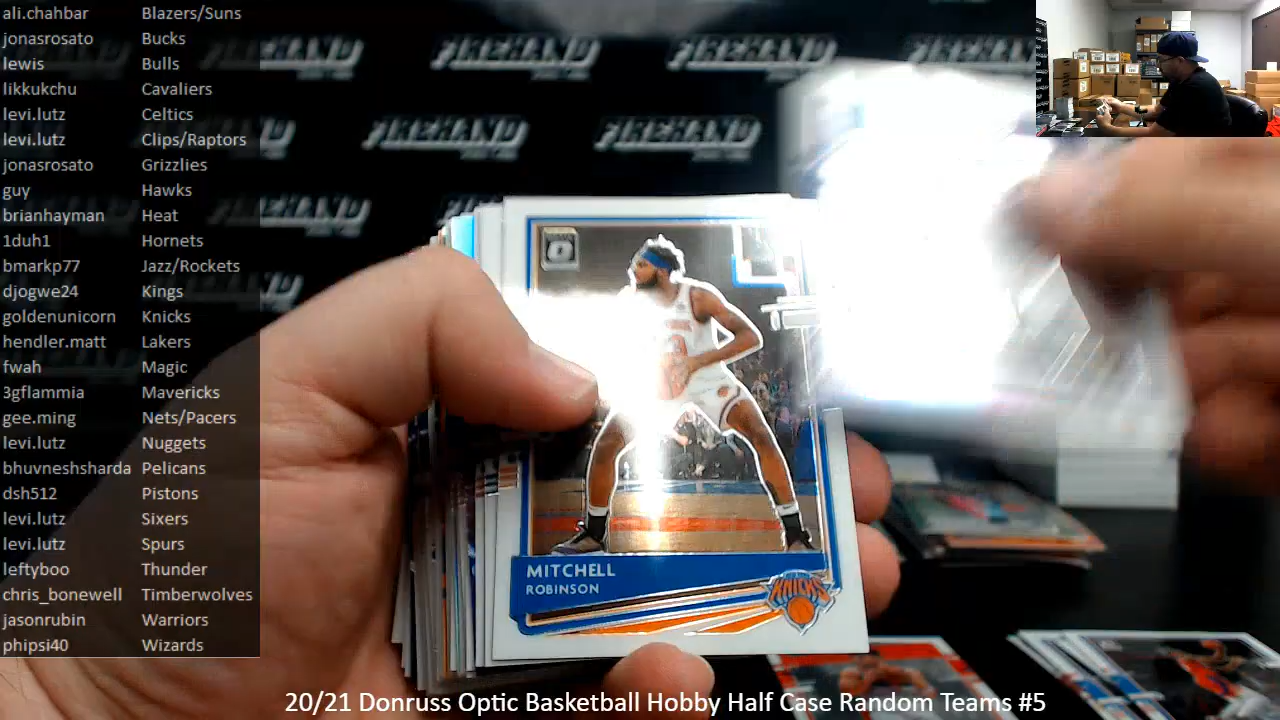 ali.chahbar Blazers/Suns
jonasrosato Bucks
lewis Bulls
likkukchu Cavaliers
levi.lutz Celtics
levi.lutz Clips/Raptors
jonasrosato Grizzlies
guy Hawks
brianhayman Heat
1duh1 Hornets
bmarkp77 Jazz/Rockets
djogwe24 Kings
goldenunicorn Knicks
hendler.matt Lakers
fwah Magic
3gflammia Mavericks
gee.ming Nets/Pacers
levi.lutz Nuggets
bhuvneshsharda Pelicans
dsh512 Pistons
levi.lutz Sixers
levi.lutz Spurs
leftyboo Thunder
chris_bonewell Timberwolves
jasonrubin Warriors
phipsi40 Wizards
FIREHAND FIREHAND FIREHAND
FIREHAND FIREHAND
FIREHAND
MITCHELL
ROBINSON
KNICKS
20/21 Donruss Optic Basketball Hobby Half Case Random Teams #5